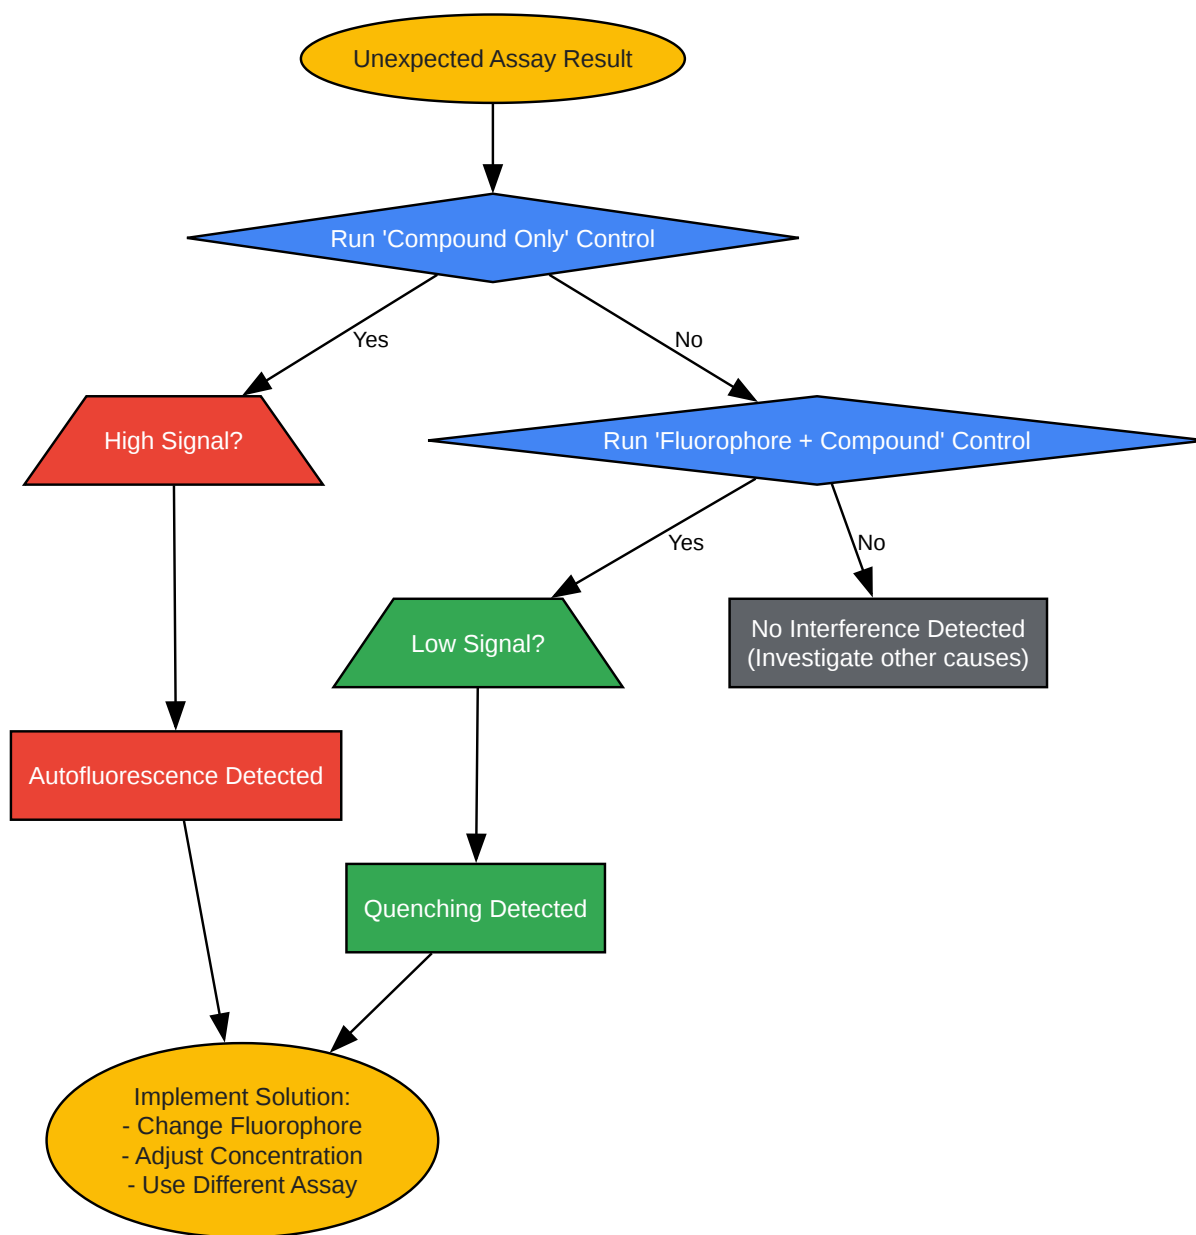 Unexpected Assay Result
Run 'Compound Only' Control
Yes
No
High Signal?
Run 'Fluorophore + Compound' Control
Yes
No
Low Signal?
No Interference Detected
(Investigate other causes)
Autofluorescence Detected
Quenching Detected
Implement Solution:
- Change Fluorophore
- Adjust Concentration
- Use Different Assay